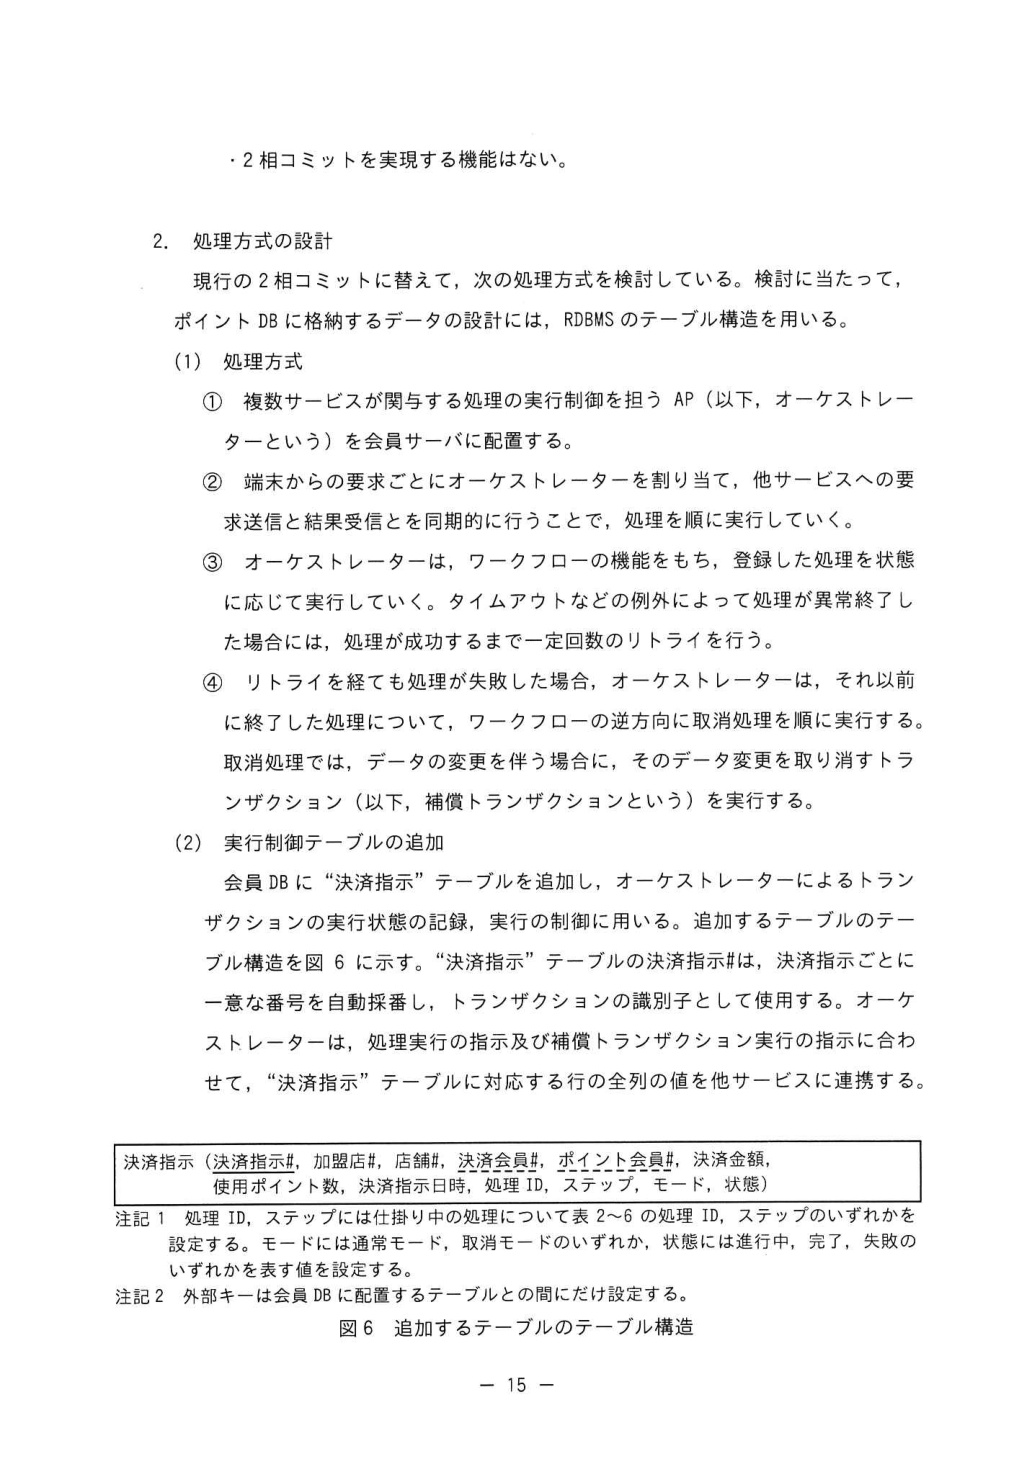 ・2相コミットを実現する機能はない。
2. 処理方式の設計
現行の2相コミットに替えて，次の処理方式を検討している。検討に当たって，
ポイントDBに格納するデータの設計には，RDBMSのテーブル構造を用いる。
(1) 処理方式
① 複数サービスが関与する処理の実行制御を担うAP（以下，オーケストレー
ターという）を会員サーバに配置する。
② 端末からの要求ごとにオーケストレーターを割り当て，他サービスへの要
求送信と結果受信とを同期的に行うことで，処理を順に実行していく。
③ オーケストレーターは，ワークフローの機能をもち，登録した処理を状態
に応じて実行していく。タイムアウトなどの例外によって処理が異常終了し
た場合には，処理が成功するまで一定回数のリトライを行う。
④ リトライを経ても処理が失敗した場合，オーケストレーターは，それ以前
に終了した処理について，ワークフローの逆方向に取消処理を順に実行する。
取消処理では，データの変更を伴う場合に，そのデータ変更を取り消すトラ
ンザクション（以下，補償トランザクションという）を実行する。
(2) 実行制御テーブルの追加
会員DBに“決済指示”テーブルを追加し，オーケストレーターによるトラン
ザクションの実行状態の記録，実行の制御に用いる。追加するテーブルのテー
ブル構造を図6に示す。“決済指示”テーブルの決済指示#は，決済指示ごとに
一意な番号を自動採番し，トランザクションの識別子として使用する。オーケ
ストレーターは，処理実行の指示及び補償トランザクション実行の指示に合わ
せて，“決済指示”テーブルに対応する行の全列の値を他サービスに連携する。
決済指示（決済指示#，加盟店#，店舗#，決済会員#，ポイント会員#，決済金額，
使用ポイント数，決済指示日時，処理ID，ステップ，モード，状態）
注記1 処理ID，ステップには仕掛り中の処理について表2～6の処理ID，ステップのいずれかを
設定する。モードには通常モード，取消モードのいずれか，状態には進行中，完了，失敗の
いずれかを表す値を設定する。
注記2 外部キーは会員DBに配置するテーブルとの間にだけ設定する。
図6 追加するテーブルのテーブル構造
－ 15 －